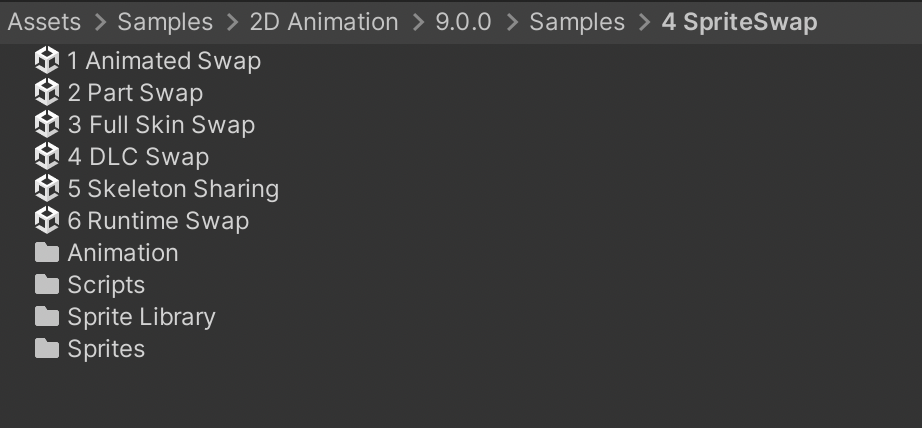 Assets > Samples > 2D Animation > 9.0.0 > Samples > 4 SpriteSwap
1 Animated Swap
2 Part Swap
3 Full Skin Swap
4 DLC Swap
5 Skeleton Sharing
6 Runtime Swap
Animation
Scripts
Sprite Library
Sprites